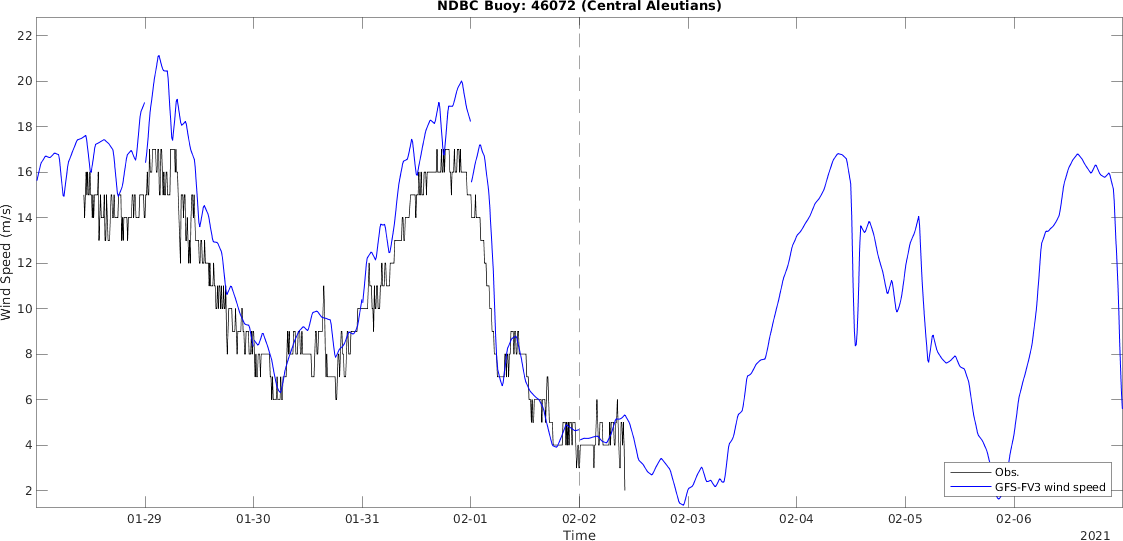 NDBC Buoy: 46072 (Central Aleutians)
22
20
18
16
14
12
10
8
6
4
2
Wind Speed (m/s)
Obs.
GFS-FV3 wind speed
01-29 01-30 01-31 02-01 02-02 02-03 02-04 02-05 02-06
Time
2021